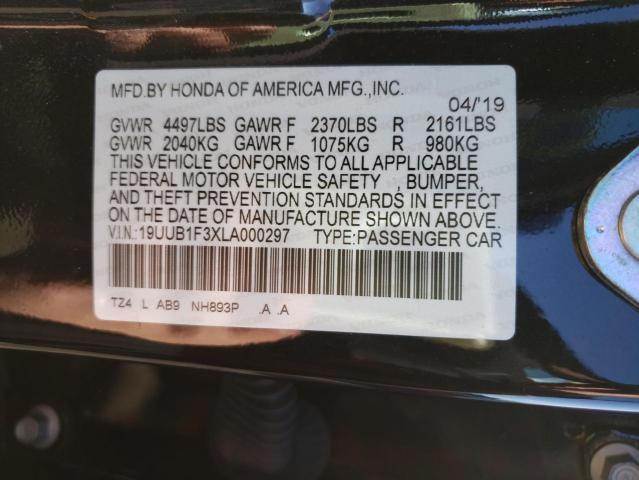 MFD.BY HONDA OF AMERICA MFG.,INC.
04/'19
GVWR 4497LBS GAWR F 2370LBS R 2161LBS
GVWR 2040KG GAWR F 1075KG R 980KG
THIS VEHICLE CONFORMS TO ALL APPLICABLE
FEDERAL MOTOR VEHICLE SAFETY , BUMPER,
AND THEFT PREVENTION STANDARDS IN EFFECT
ON THE DATE OF MANUFACTURE SHOWN ABOVE.
V.I.N.:19UUB1F3XLA000297 TYPE:PASSENGER CAR
TZ4 L AB9 NH893P .A .A